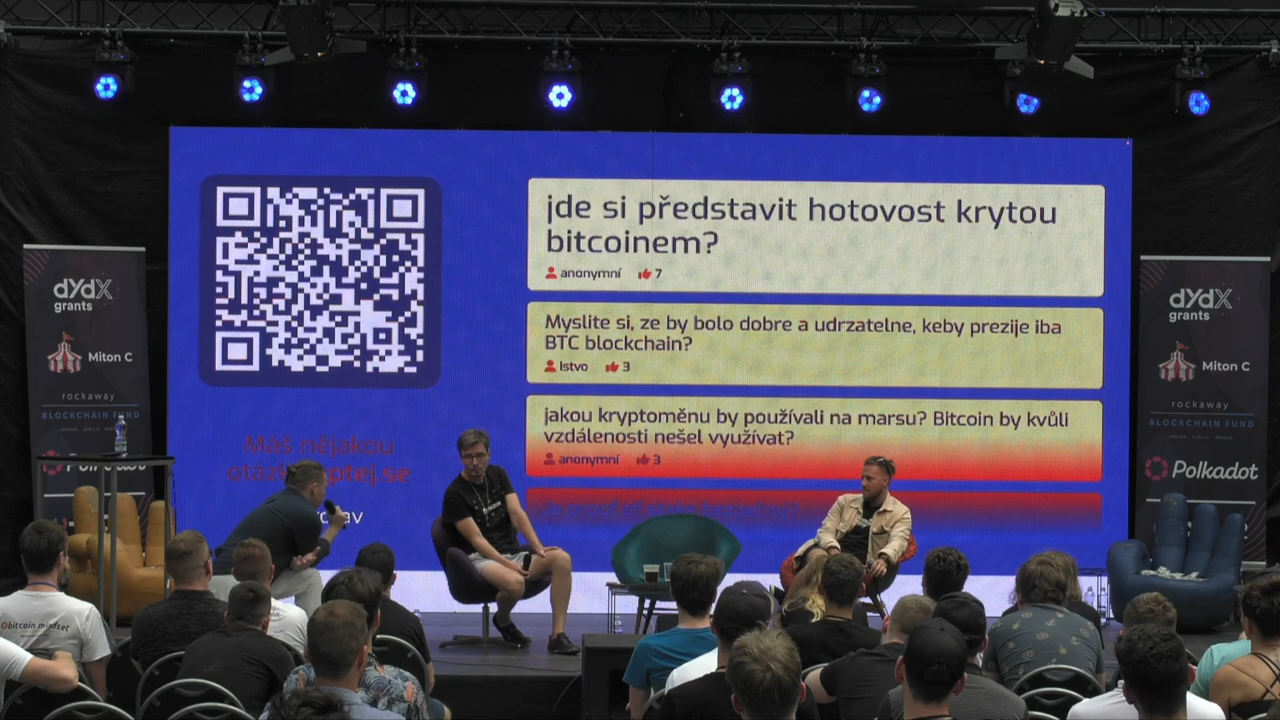 jde si představit hotovost krytou
bitcoinem?
anonymní 7
Myslite si, ze by bolo dobre a udrzatelne, keby prezije iba
BTC blockchain?
Istvo 3
jakou kryptoměnu by používali na marsu? Bitcoin by kvůli
vzdálenosti nešel využívat?
anonymní 3
Máš nějakou
ptej se
dYdX
grants
Miton C
rockaway
BLOCKCHAIN FUND
Polkadot
dYdX
grants
Miton C
rockaway
BLOCKCHAIN FUND
Polkadot
bitcoin mindset